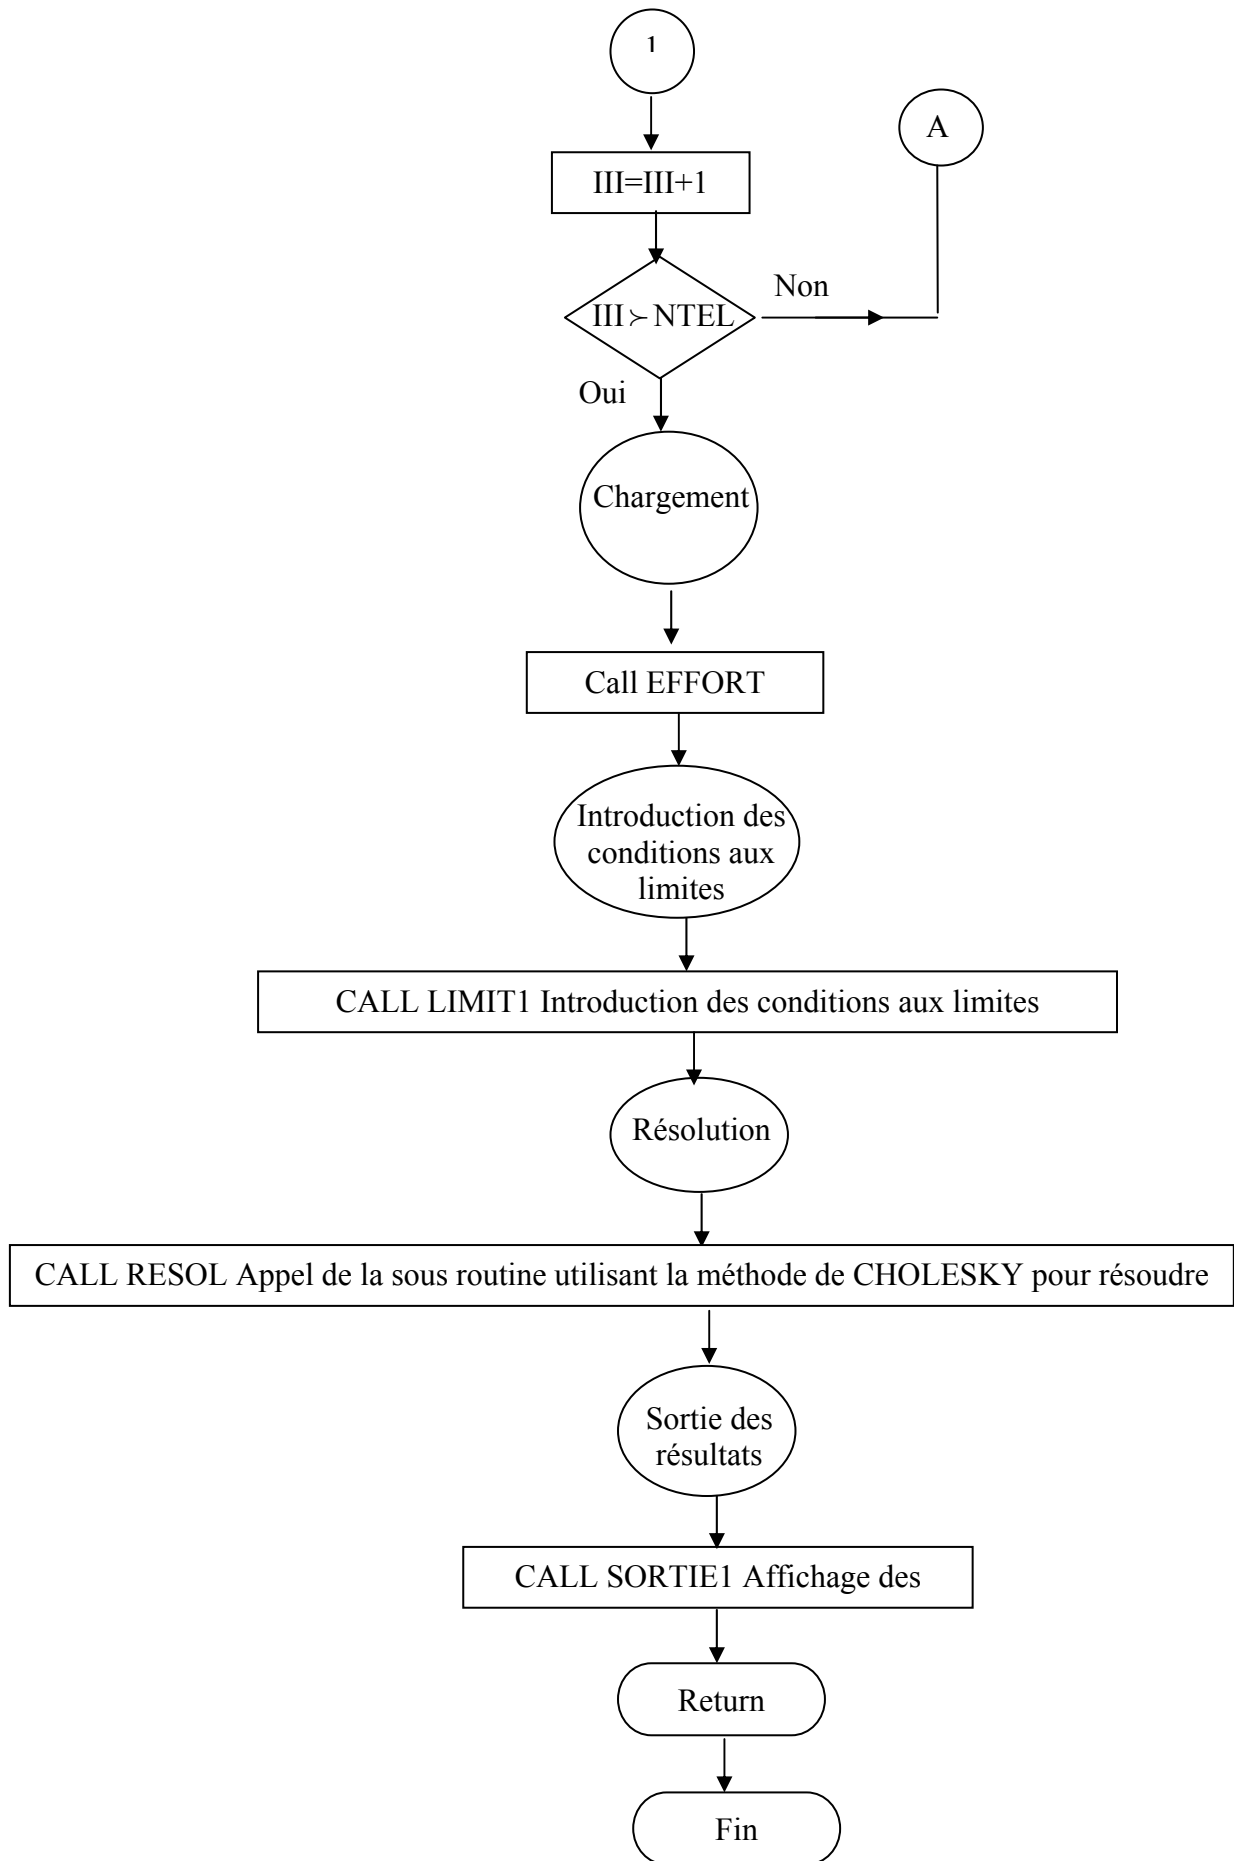 1
A
III=III+1
Non
III≻NTEL
Oui
Chargement
Call EFFORT
Introduction des
conditions aux
limites
CALL LIMIT1 Introduction des conditions aux limites
Résolution
CALL RESOL Appel de la sous routine utilisant la méthode de CHOLESKY pour résoudre
Sortie des
résultats
CALL SORTIE1 Affichage des
Return
Fin